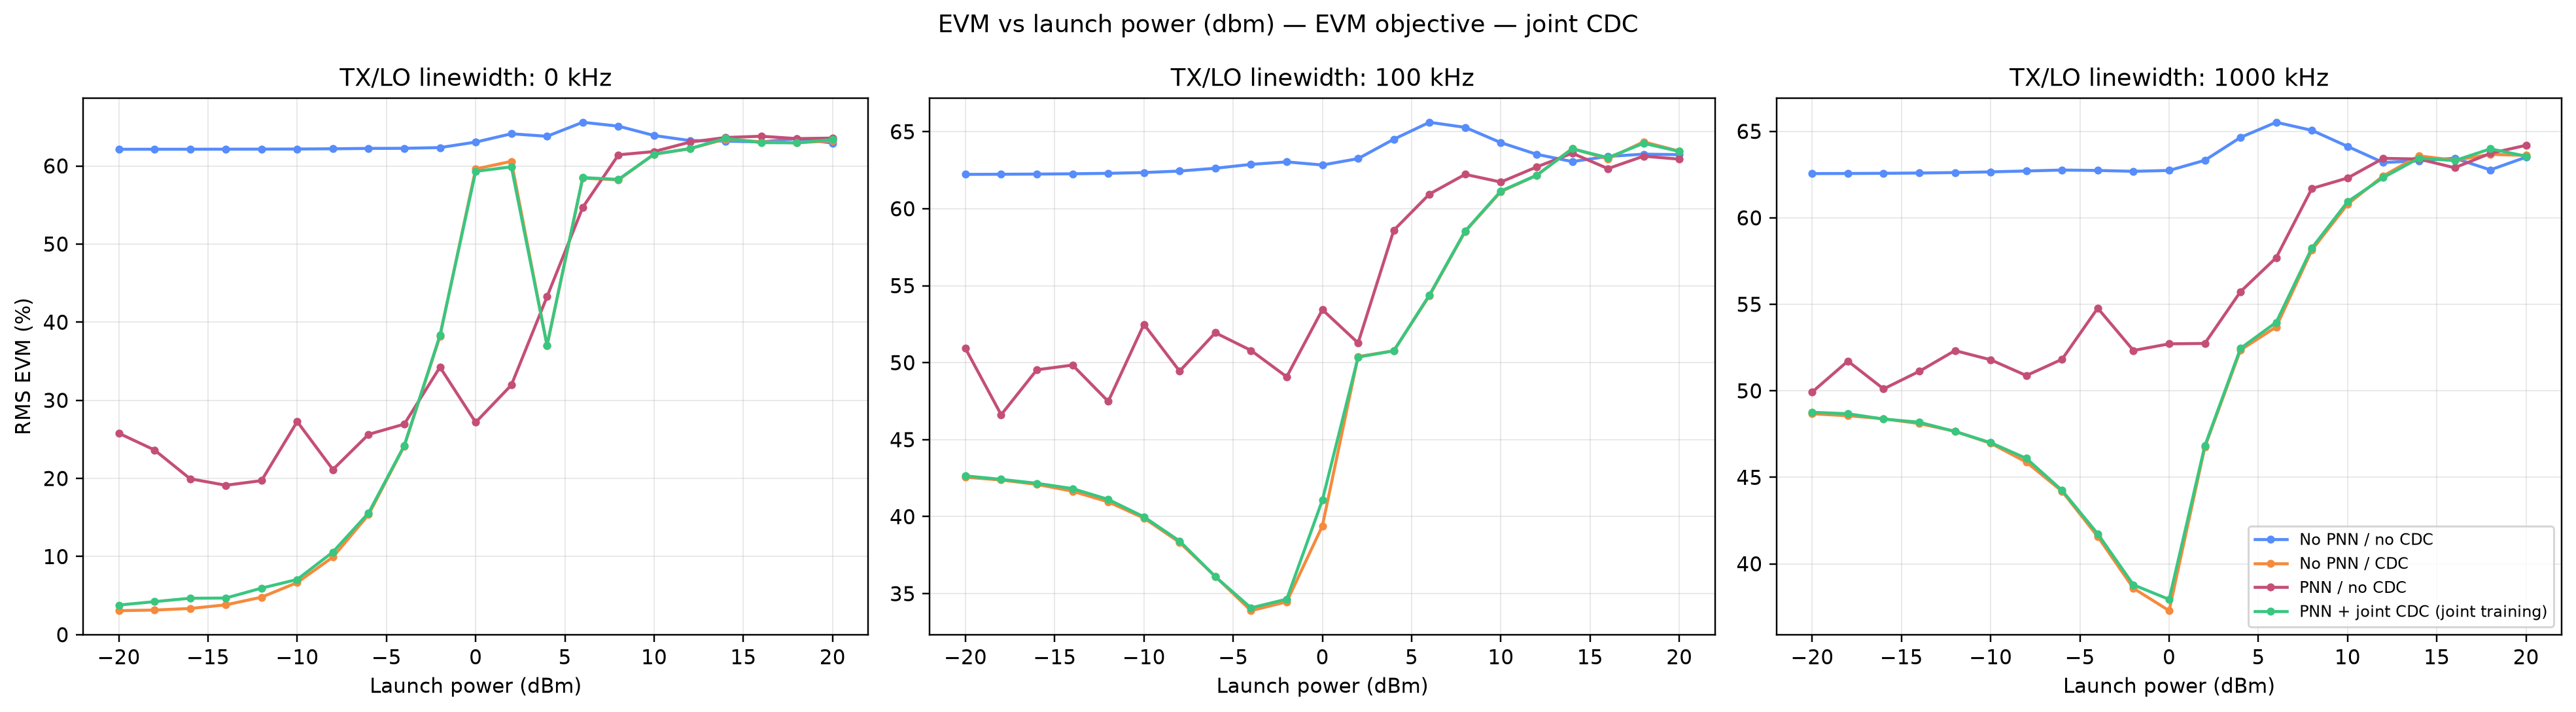 EVM vs launch power (dbm) — EVM objective — joint CDC
TX/LO linewidth: 0 kHz
RMS EVM (%)
60
50
40
30
20
10
0
−20 −15 −10 −5 0 5 10 15 20
Launch power (dBm)
TX/LO linewidth: 100 kHz
65
60
55
50
45
40
35
−20 −15 −10 −5 0 5 10 15 20
Launch power (dBm)
TX/LO linewidth: 1000 kHz
65
60
55
50
45
40
No PNN / no CDC
No PNN / CDC
PNN / no CDC
PNN + joint CDC (joint training)
−20 −15 −10 −5 0 5 10 15 20
Launch power (dBm)